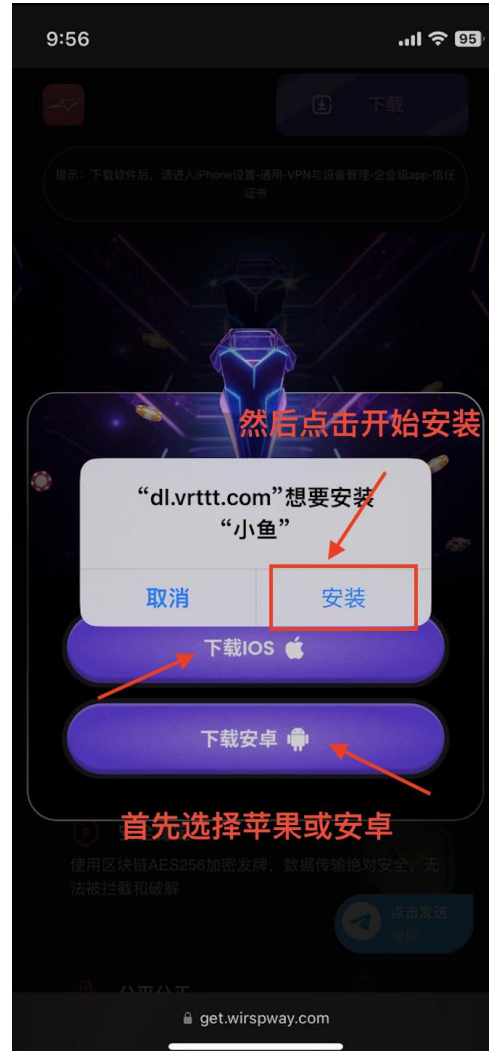 9:56
95
下载
提示：下载软件后，请进入iPhone设置-通用-VPN与设备管理-企业级app-信任
证书
然后点击开始安装
“dl.vrttt.com”想要安装
“小鱼”
取消
安装
下载IOS
下载安卓
首先选择苹果或安卓
使用区块链AES256加密发牌，数据传输绝对安全，无
法被拦截和破解
点击发送
电报
公平公正
get.wirspway.com